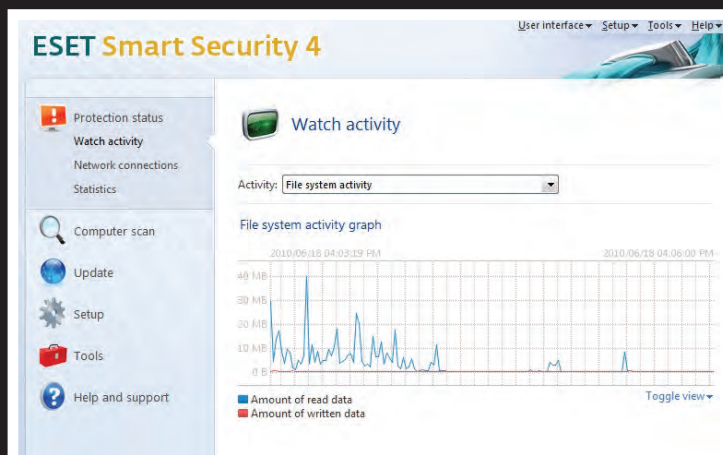 User interface Setup Tools Help
ESET Smart Security 4
Protection status
Watch activity
Network connections
Statistics
Computer scan
Update
Setup
Tools
Help and support
Watch activity
Activity: File system activity
File system activity graph
2010/06/18 04:03:19 PM 2010/06/18 04:06:00 PM
40 MB
30 MB
20 MB
10 MB
0 B
Amount of read data
Amount of written data
Toggle view